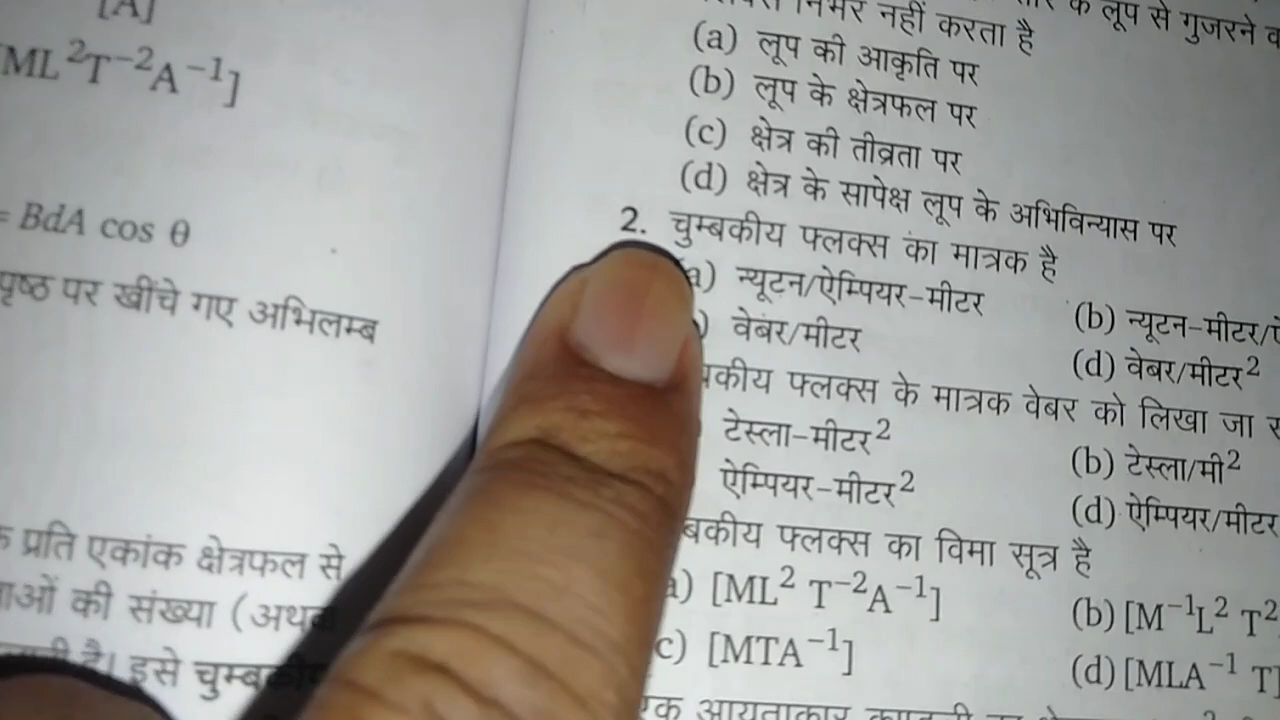 [A]
ML²T⁻²A⁻¹]
= BdA cos θ
पृष्ठ पर खींचे गए अभिलम्ब
प्रति एकांक क्षेत्रफल से
की संख्या
इसे
के लूप से गुजरने
निर्भर नहीं करता है
(a) लूप की आकृति पर
(b) लूप के क्षेत्रफल पर
(c) क्षेत्र की तीव्रता पर
(d) क्षेत्र के सापेक्ष लूप के अभिविन्यास पर
2. चुम्बकीय फ्लक्स का मात्रक है
a) न्यूटन/ऐम्पियर-मीटर (b) न्यूटन-मीटर/
) वेबर/मीटर (d) वेबर/मीटर²
फ्लक्स के मात्रक वेबर को लिखा जा
टेस्ला-मीटर² (b) टेस्ला/मी²
ऐम्पियर-मीटर² (d) ऐम्पियर/मीटर
फ्लक्स का विमा सूत्र है
a) [ML² T⁻²A⁻¹] (b) [M⁻¹L² T²
c) [MTA⁻¹] (d) [MLA⁻¹ T]